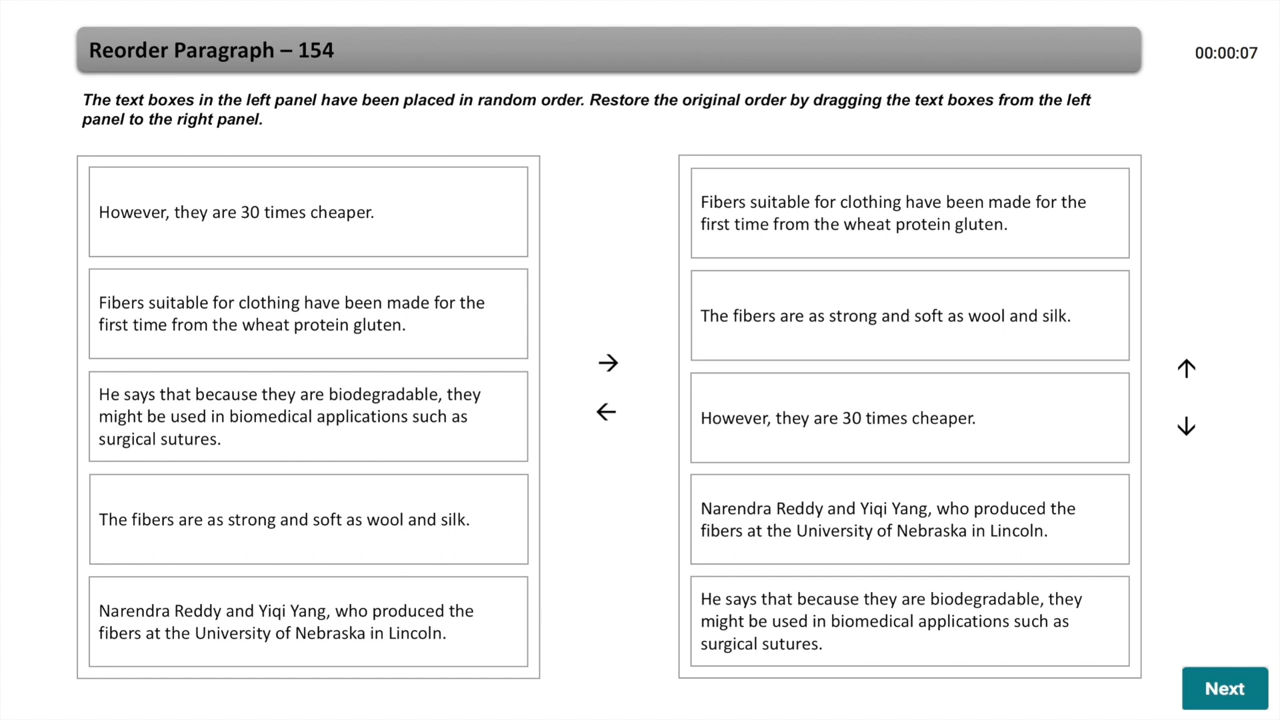 Reorder Paragraph – 154
00:00:07
The text boxes in the left panel have been placed in random order. Restore the original order by dragging the text boxes from the left
panel to the right panel.
However, they are 30 times cheaper.
Fibers suitable for clothing have been made for the
first time from the wheat protein gluten.
He says that because they are biodegradable, they
might be used in biomedical applications such as
surgical sutures.
The fibers are as strong and soft as wool and silk.
Narendra Reddy and Yiqi Yang, who produced the
fibers at the University of Nebraska in Lincoln.
→
←
Fibers suitable for clothing have been made for the
first time from the wheat protein gluten.
The fibers are as strong and soft as wool and silk.
However, they are 30 times cheaper.
Narendra Reddy and Yiqi Yang, who produced the
fibers at the University of Nebraska in Lincoln.
He says that because they are biodegradable, they
might be used in biomedical applications such as
surgical sutures.
↑
↓
Next